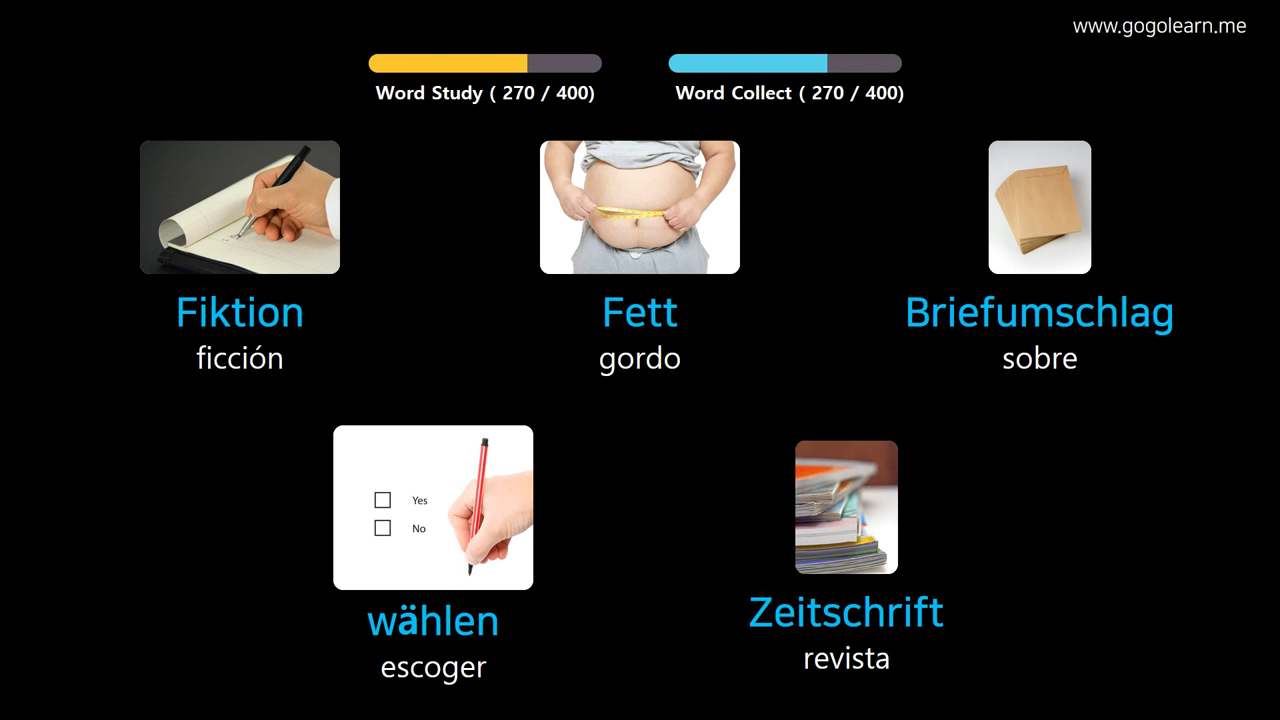 www.gogolearn.me
Word Study ( 270 / 400)
Word Collect ( 270 / 400)
Fiktion
ficción
Fett
gordo
Briefumschlag
sobre
Yes
No
wählen
escoger
Zeitschrift
revista